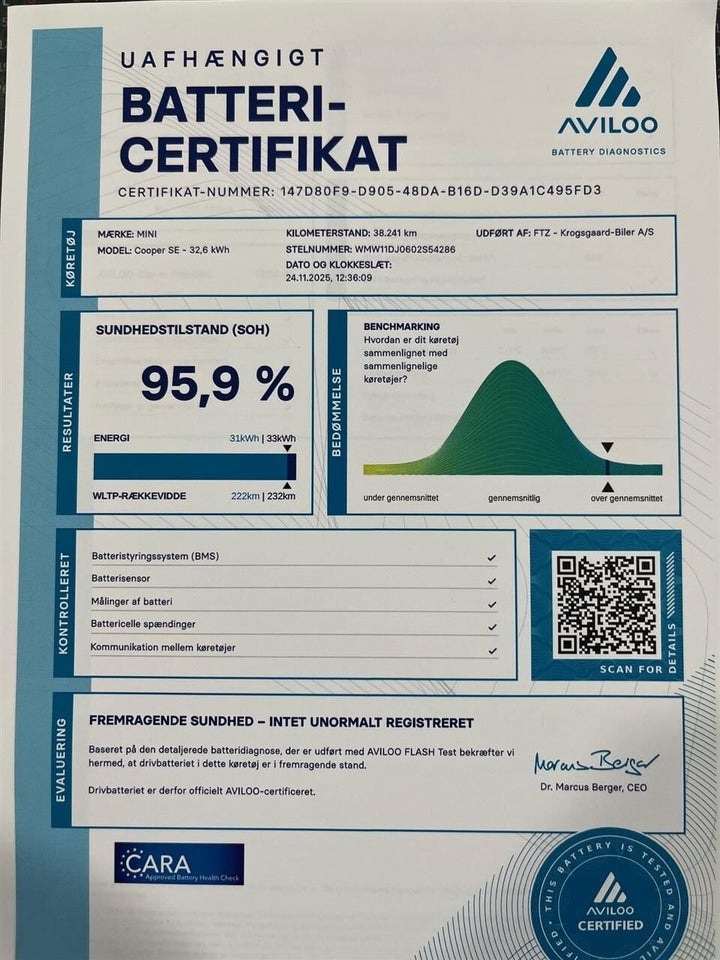 UAFHÆNGIGT
BATTERI-
CERTIFIKAT
CERTIFIKAT-NUMMER: 147D80F9-D905-48DA-B16D-D39A1C495FD3
AVILOO
BATTERY DIAGNOSTICS
KØRETØJ
MÆRKE: MINI
MODEL: Cooper SE - 32,6 kWh
KILOMETERSTAND: 38.241 km
STELNUMMER: WMW11DJ0602S54286
DATO OG KLOKKESLÆT:
24.11.2025, 12:36:09
UDFØRT AF: FTZ - Krogsgaard-Biler A/S
RESULTATER
SUNDHEDSTILSTAND (SOH)
95,9 %
ENERGI 31kWh | 33kWh
WLTP-RÆKKEVIDDE 222km | 232km
BEDØMMELSE
BENCHMARKING
Hvordan er dit køretøj
sammenlignet med
sammenlignelige
køretøjer?
under gennemsnittet gennemsnitlig over gennemsnittet
KONTROLLERET
Batteristyringssystem (BMS)
Batterisensor
Målinger af batteri
Battericelle spændinger
Kommunikation mellem køretøjer
SCAN FOR DETAILS
EVALUERING
FREMRAGENDE SUNDHED – INTET UNORMALT REGISTRERET
Baseret på den detaljerede batteridiagnose, der er udført med AVILOO FLASH Test bekræfter vi
hermed, at drivbatteriet i dette køretøj er i fremragende stand.
Drivbatteriet er derfor officielt AVILOO-certificeret.
Marcus Berger
Dr. Marcus Berger, CEO
CARA
Approved Battery Health Check
THIS BATTERY IS TESTED AND
AVILOO
CERTIFIED